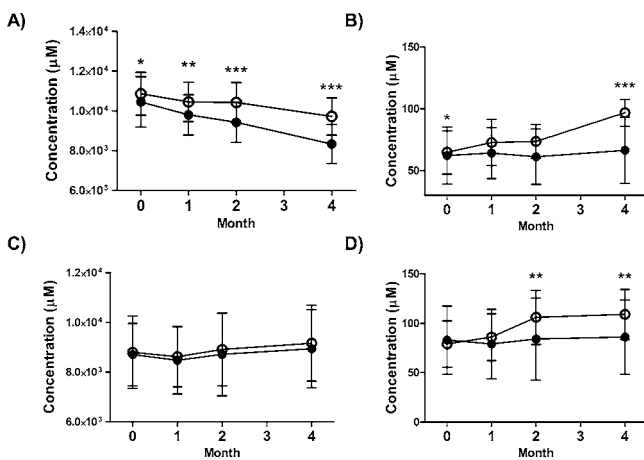 A)
Concentration (µM)
1.4×10⁴
1.2×10⁴
1.0×10⁴
8.0×10³
6.0×10³
* ** *** ***
0 1 2 3 4
Month
B)
Concentration (µM)
150
100
50
* ***
0 1 2 3 4
Month
C)
Concentration (µM)
1.2×10⁴
1.0×10⁴
8.0×10³
6.0×10³
0 1 2 3 4
Month
D)
Concentration (µM)
150
100
50
0
** **
0 1 2 3 4
Month